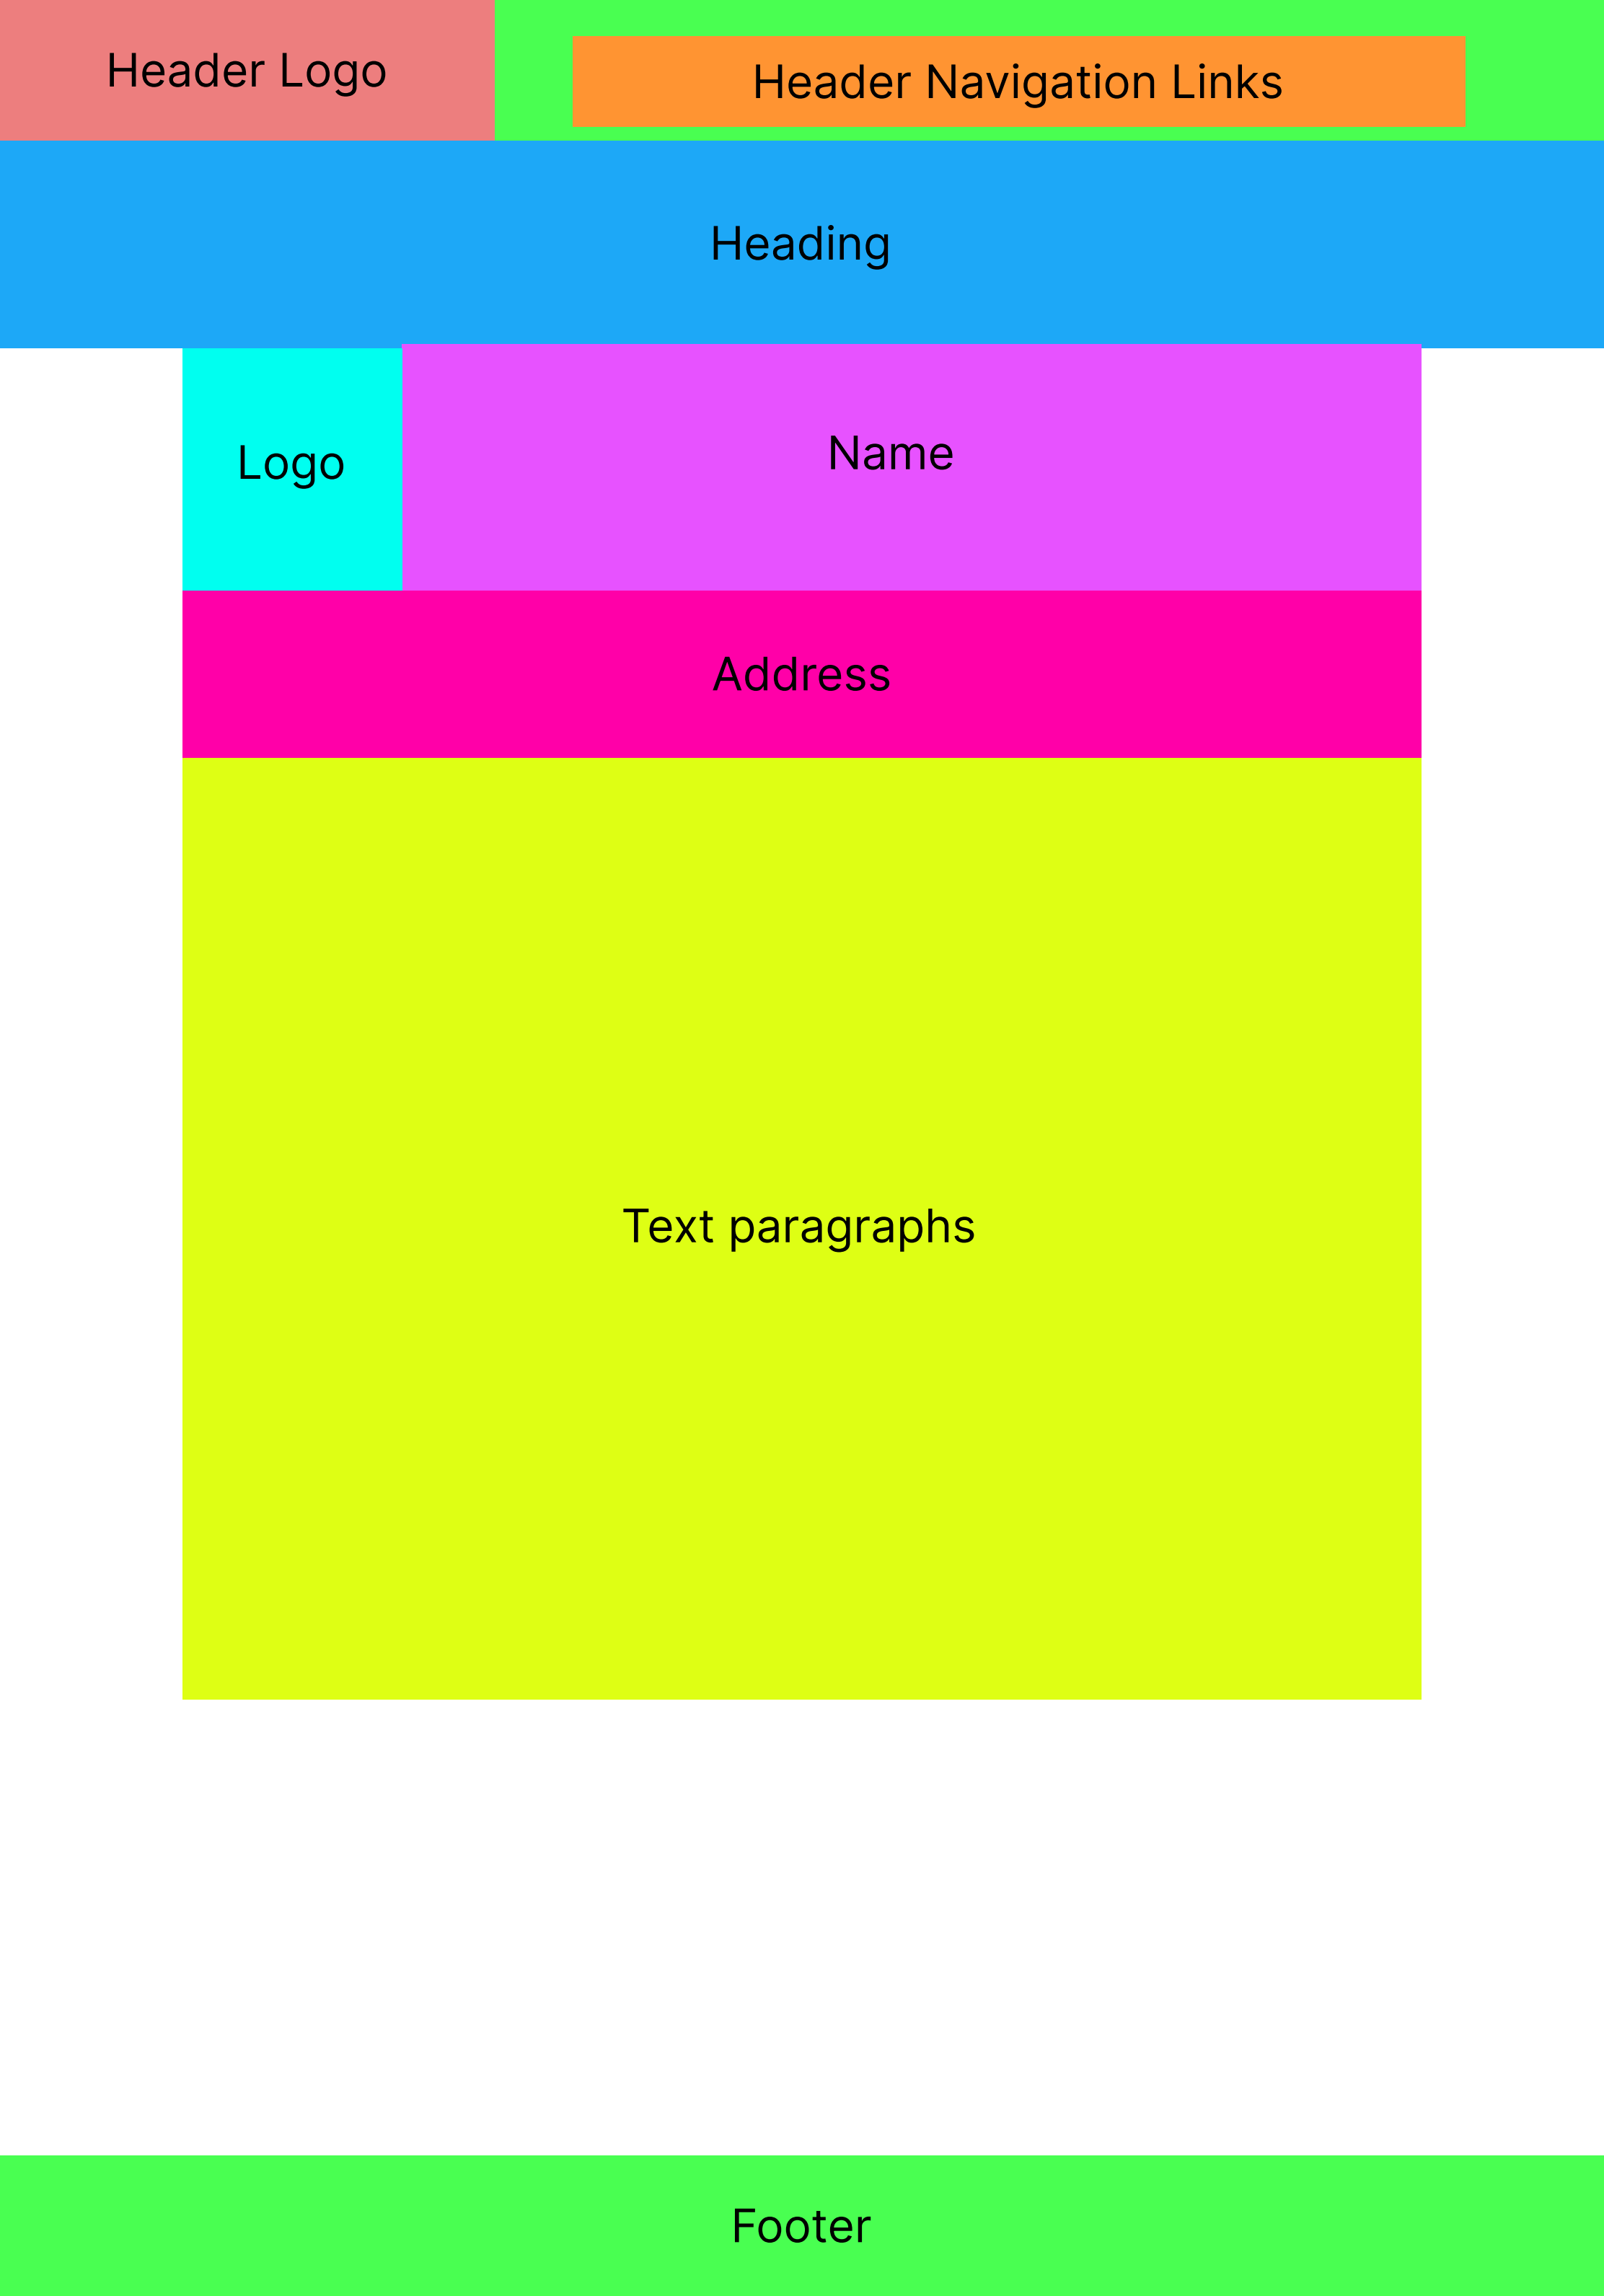 Header Logo
Header Navigation Links
Heading
Logo
Name
Address
Text paragraphs
Footer